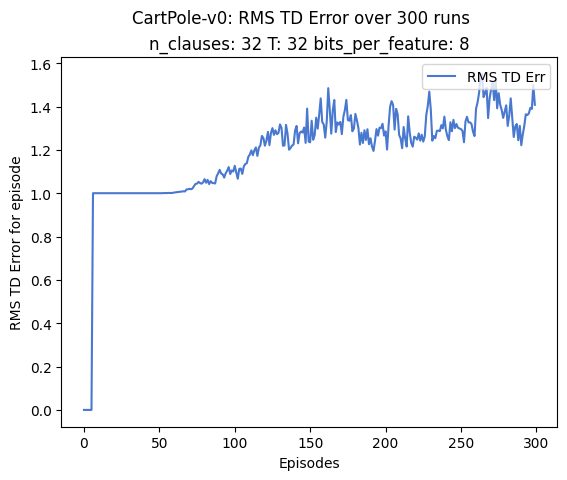 CartPole-v0: RMS TD Error over 300 runs
n_clauses: 32 T: 32 bits_per_feature: 8
RMS TD Err
1.6
1.4
1.2
1.0
0.8
0.6
0.4
0.2
0.0
RMS TD Error for episode
0 50 100 150 200 250 300
Episodes